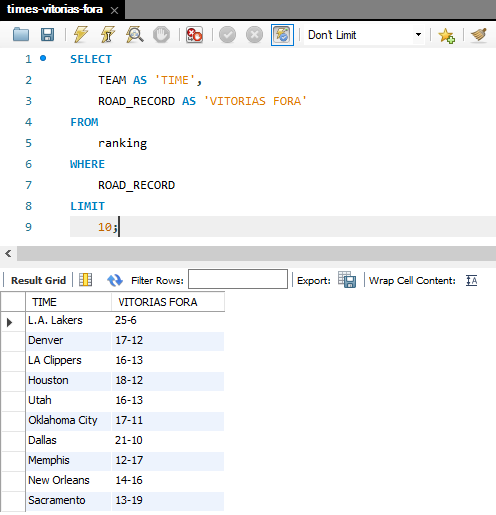 times-vitorias-fora
Don't Limit
1 SELECT
2 TEAM AS 'TIME',
3 ROAD_RECORD AS 'VITORIAS FORA'
4 FROM
5 ranking
6 WHERE
7 ROAD_RECORD
8 LIMIT
9 10;
Result Grid Filter Rows: Export: Wrap Cell Content:
TIME VITORIAS FORA
L.A. Lakers 25-6
Denver 17-12
LA Clippers 16-13
Houston 18-12
Utah 16-13
Oklahoma City 17-11
Dallas 21-10
Memphis 12-17
New Orleans 14-16
Sacramento 13-19